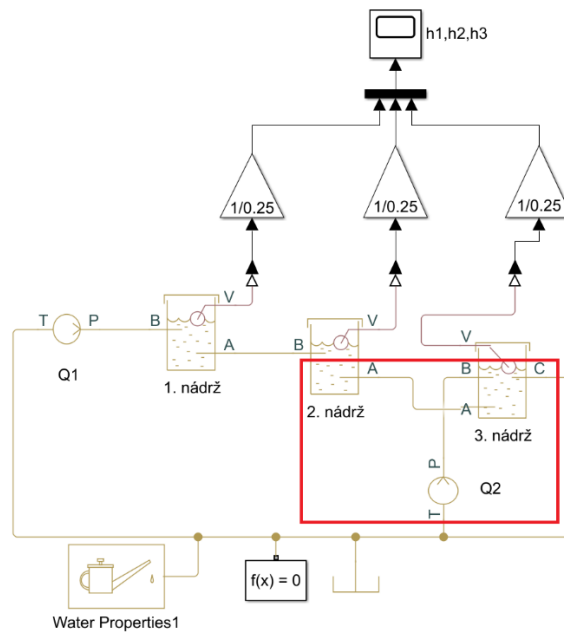 h1,h2,h3
1/0.25
1/0.25
1/0.25
V
V
T
P
B
A
B
V
Q1
1. nádrž
A
B
C
2. nádrž
A
3. nádrž
P
Q2
T
f(x) = 0
Water Properties1